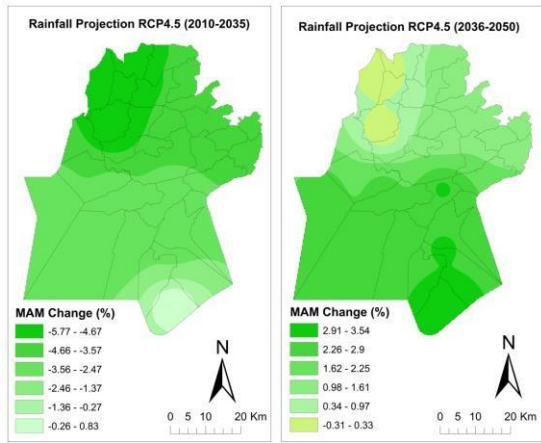 Rainfall Projection RCP4.5 (2010-2035)
MAM Change (%)
-5.77 - -4.67
-4.66 - -3.57
-3.56 - -2.47
-2.46 - -1.37
-1.36 - -0.27
-0.26 - 0.83
N
0 5 10 20 Km
Rainfall Projection RCP4.5 (2036-2050)
MAM Change (%)
2.91 - 3.54
2.26 - 2.9
1.62 - 2.25
0.98 - 1.61
0.34 - 0.97
-0.31 - 0.33
N
0 5 10 20 Km